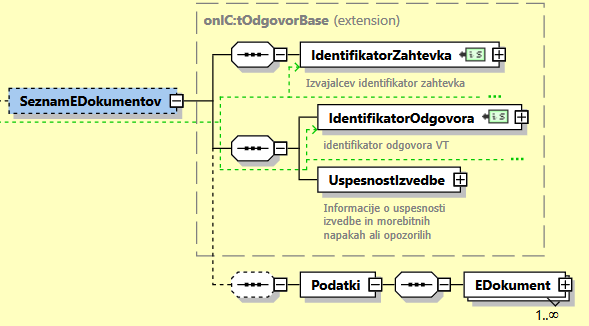 onIC:tOdgovorBase (extension)
IdentifikatorZahtevka
Izvajalcev identifikator zahtevka
SeznamEDokumentov
IdentifikatorOdgovora
identifikator odgovora VT
UspesnostIzvedbe
Informacije o uspesnosti
izvedbe in morebitnih
napakah ali opozorilih
Podatki
EDokument
1..∞